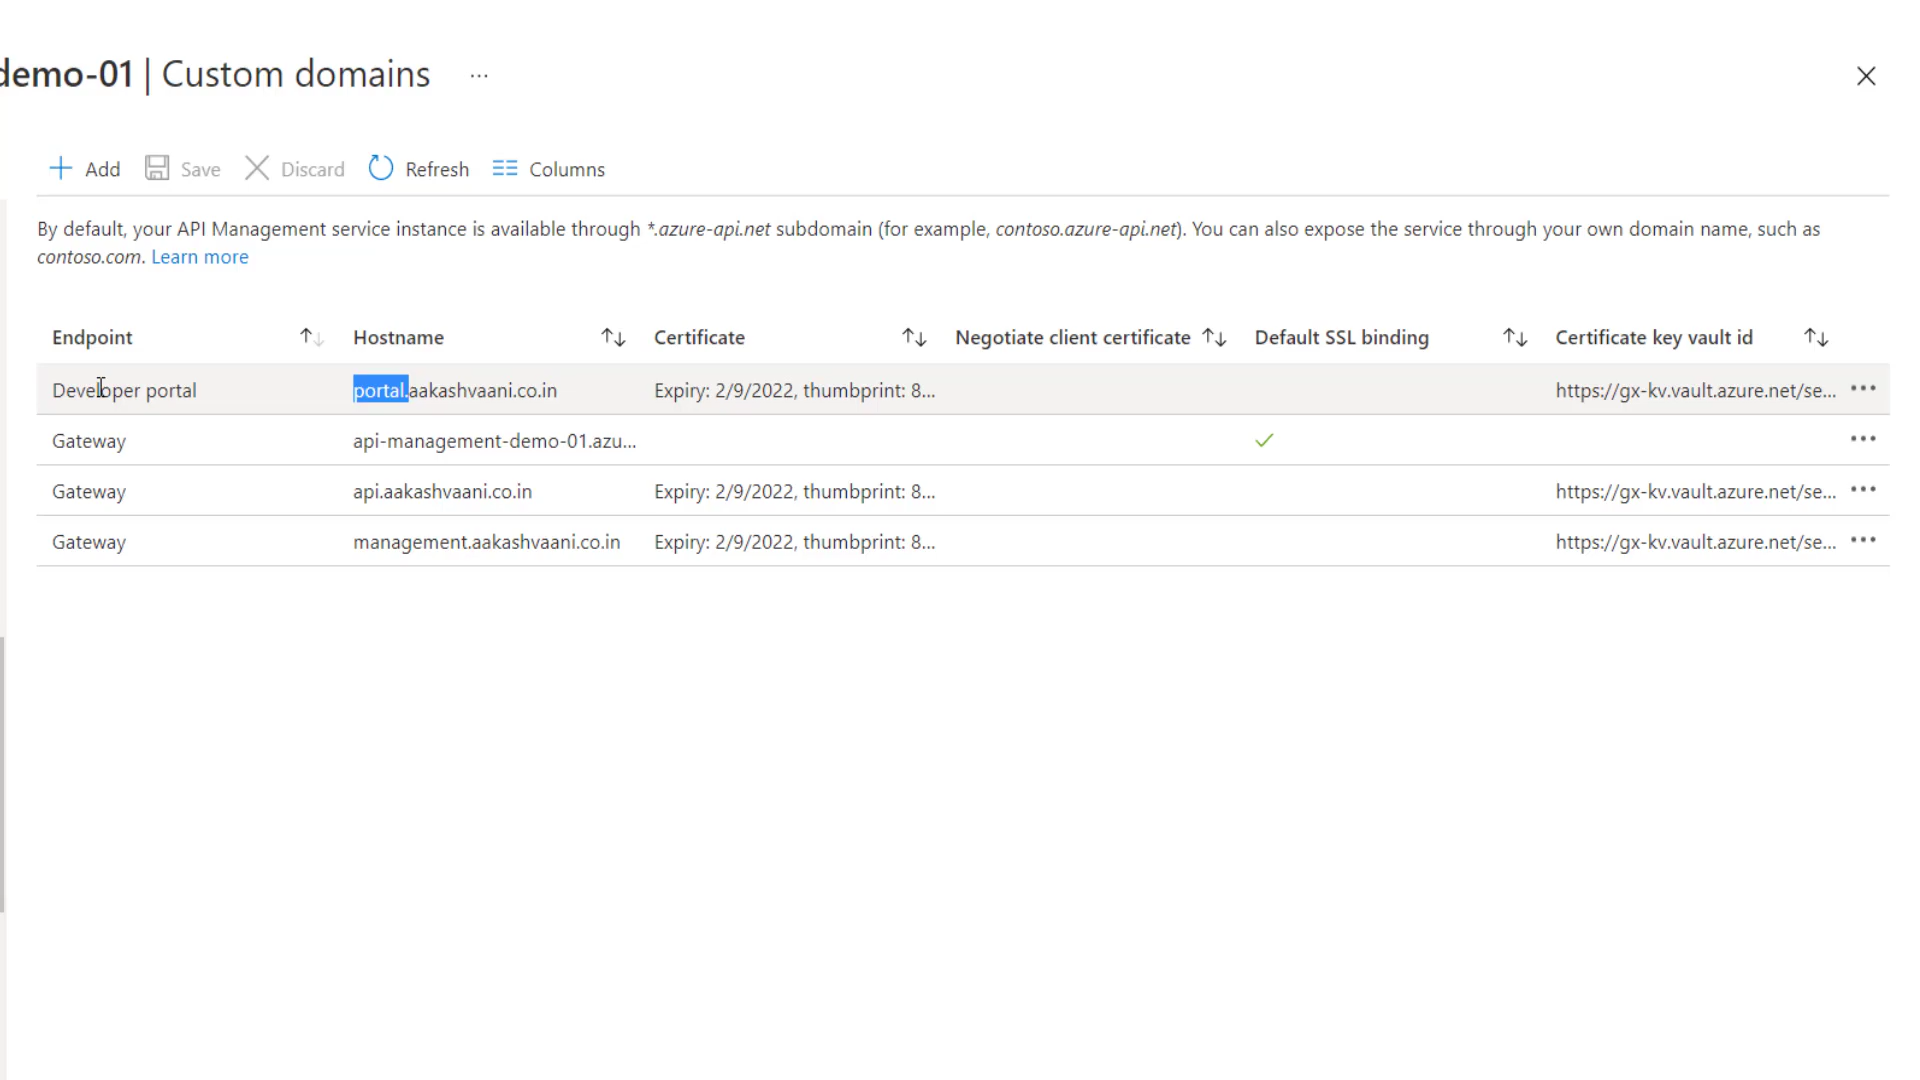 demo-01 | Custom domains ...
Add Save Discard Refresh Columns
By default, your API Management service instance is available through *.azure-api.net subdomain (for example, contoso.azure-api.net). You can also expose the service through your own domain name, such as
contoso.com. Learn more
Endpoint Hostname Certificate Negotiate client certificate Default SSL binding Certificate key vault id
Developer portal portal.aakashvaani.co.in Expiry: 2/9/2022, thumbprint: 8... https://gx-kv.vault.azure.net/se...
Gateway api-management-demo-01.azu...
Gateway api.aakashvaani.co.in Expiry: 2/9/2022, thumbprint: 8... https://gx-kv.vault.azure.net/se...
Gateway management.aakashvaani.co.in Expiry: 2/9/2022, thumbprint: 8... https://gx-kv.vault.azure.net/se...